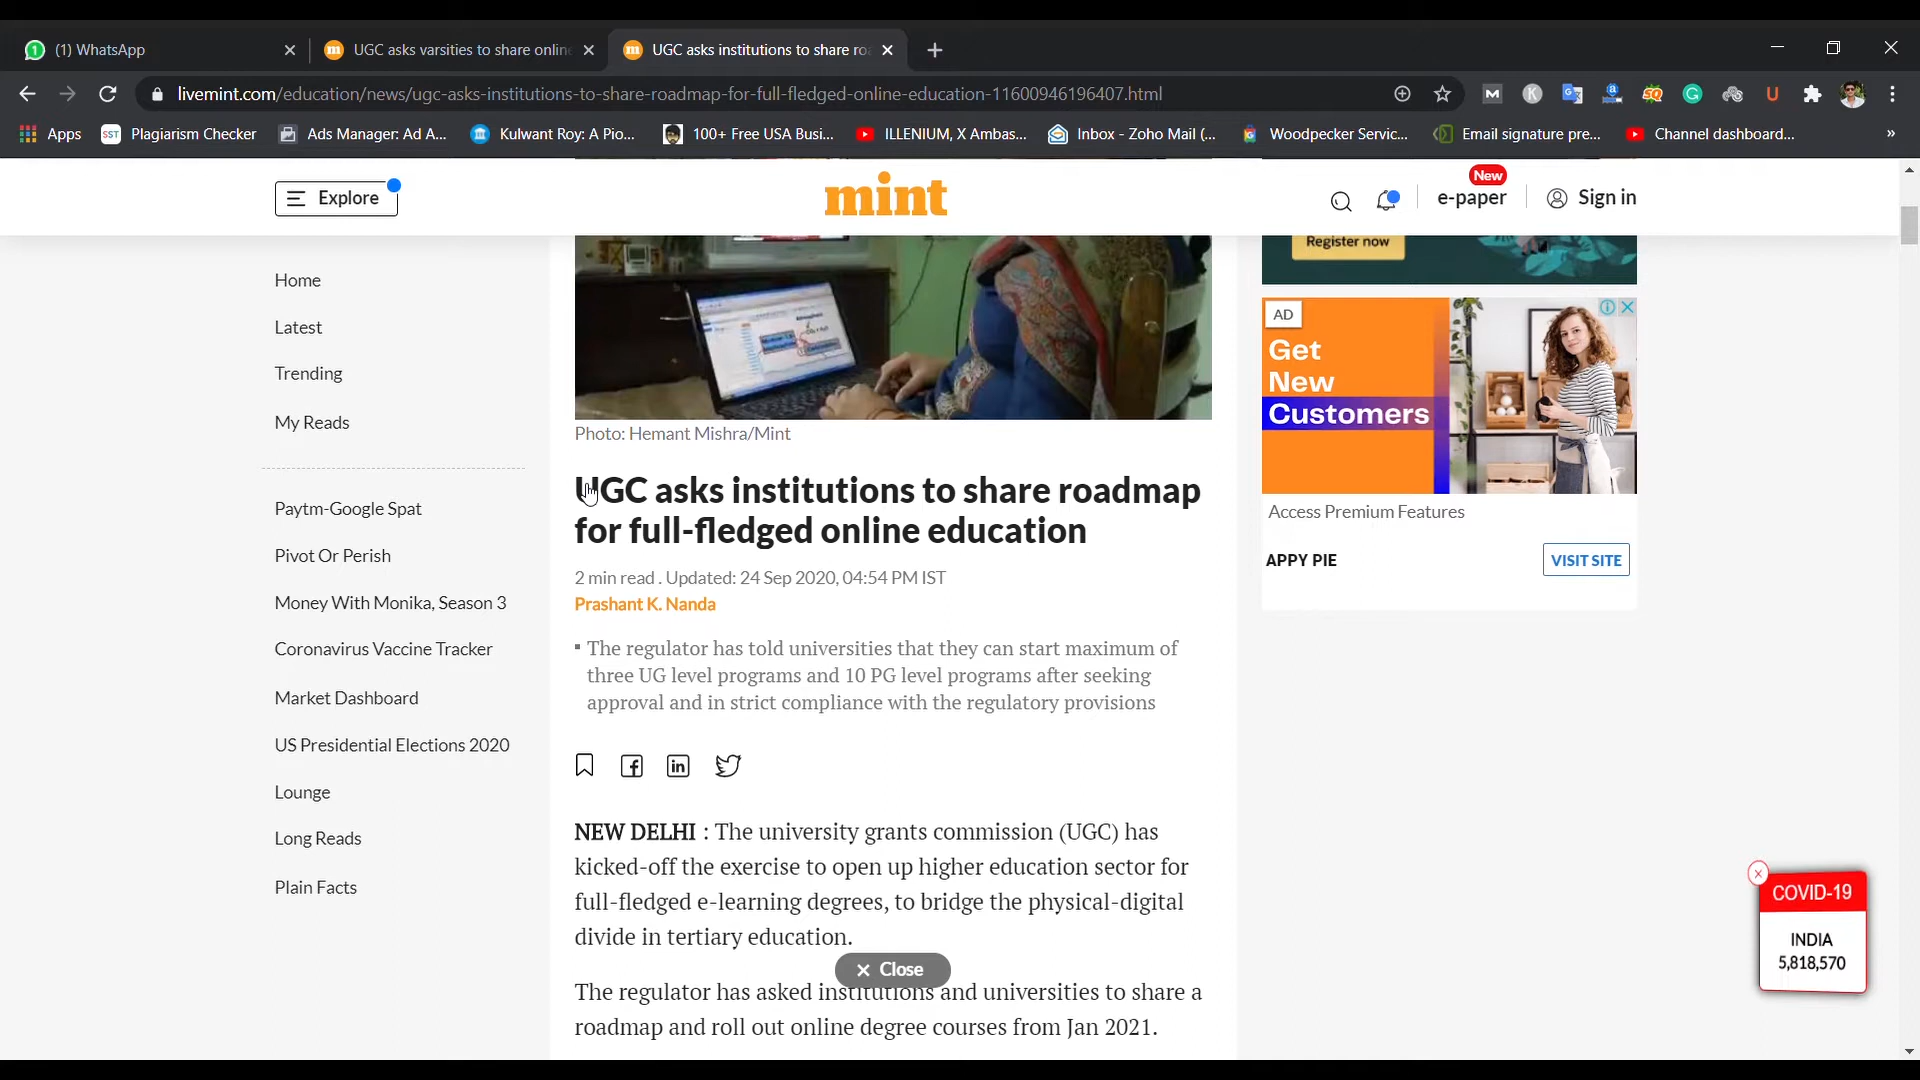 (1) WhatsApp
UGC asks varsities to share onlin
UGC asks institutions to share ro
livemint.com/education/news/ugc-asks-institutions-to-share-roadmap-for-full-fledged-online-education-11600946196407.html
Apps
Plagiarism Checker
Ads Manager: Ad A...
Kulwant Roy: A Pio...
100+ Free USA Busi...
ILLENIUM, X Ambas...
Inbox - Zoho Mail (...
Woodpecker Servic...
Email signature pre...
Channel dashboard...
Explore
mint
New
e-paper
Sign in
Home
Latest
Trending
My Reads
Paytm-Google Spat
Pivot Or Perish
Money With Monika, Season 3
Coronavirus Vaccine Tracker
Market Dashboard
US Presidential Elections 2020
Lounge
Long Reads
Plain Facts
Photo: Hemant Mishra/Mint
UGC asks institutions to share roadmap
for full-fledged online education
2 min read . Updated: 24 Sep 2020, 04:54 PM IST
Prashant K. Nanda
The regulator has told universities that they can start maximum of
three UG level programs and 10 PG level programs after seeking
approval and in strict compliance with the regulatory provisions
NEW DELHI : The university grants commission (UGC) has
kicked-off the exercise to open up higher education sector for
full-fledged e-learning degrees, to bridge the physical-digital
divide in tertiary education.
Close
The regulator has asked institutions and universities to share a
roadmap and roll out online degree courses from Jan 2021.
Register now
AD
Get
New
Customers
Access Premium Features
APPY PIE
VISIT SITE
COVID-19
INDIA
5,818,570